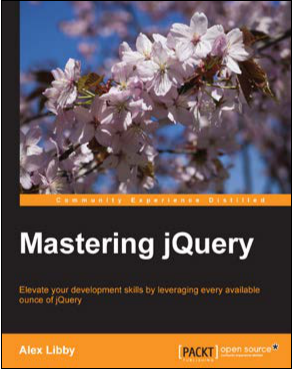 Community Experience Distilled
Mastering jQuery
Elevate your development skills by leveraging every available
ounce of jQuery
Alex Libby
[PACKT] open source*
PUBLISHING